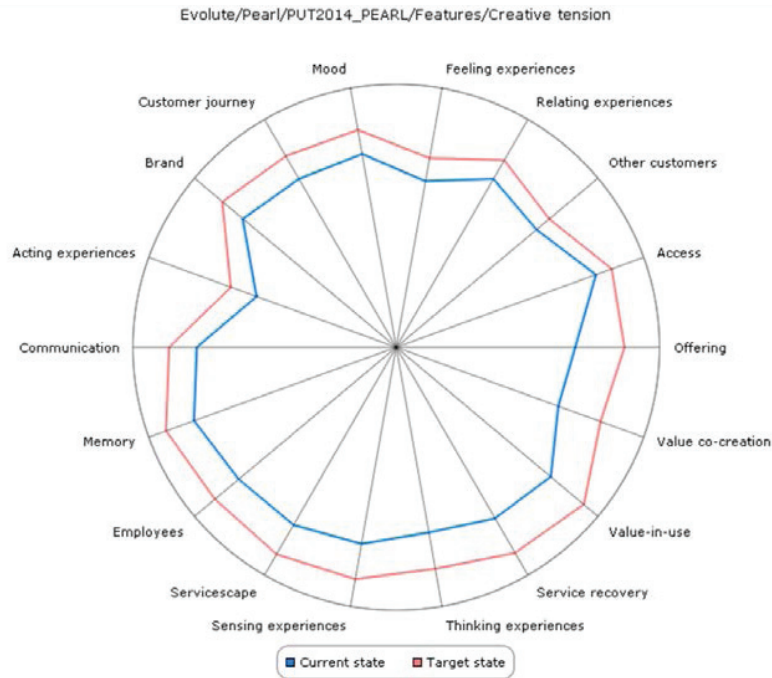 Evolute/Pearl/PUT2014_PEARL/Features/Creative tension
Mood
Feeling experiences
Customer journey
Relating experiences
Brand
Other customers
Acting experiences
Access
Communication
Offering
Memory
Value co-creation
Employees
Value-in-use
Servicescape
Service recovery
Sensing experiences
Thinking experiences
Current state
Target state